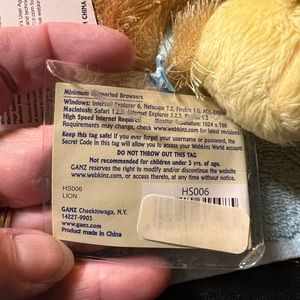 Minimum Supported Browsers
Windows: Internet Explorer 6, Netscape 7.2, Firefox 1.0, AOL
Macintosh: Safari Internet Explorer 5.2.3, Firefox 1.5
High Speed Internet Required Minimum Resolution: 1024 x 768
Requirements may change, check www.webkinz.com for latest revisions.
Keep this tag safe! If you ever forget your username or password, the
Secret Code in this tag will allow you to access your Webkinz World account.
DO NOT THROW OUT THIS TAG
Not recommended for children under 3 yrs. of age.
GANZ reserves the right to modify and/or discontinue the website
www.webkinz.com, or access thereto, at any time without notice.
HS006
LION
HS006
GANZ Cheektowaga, N.Y.
14227-9905
www.ganz.com
Product made in China